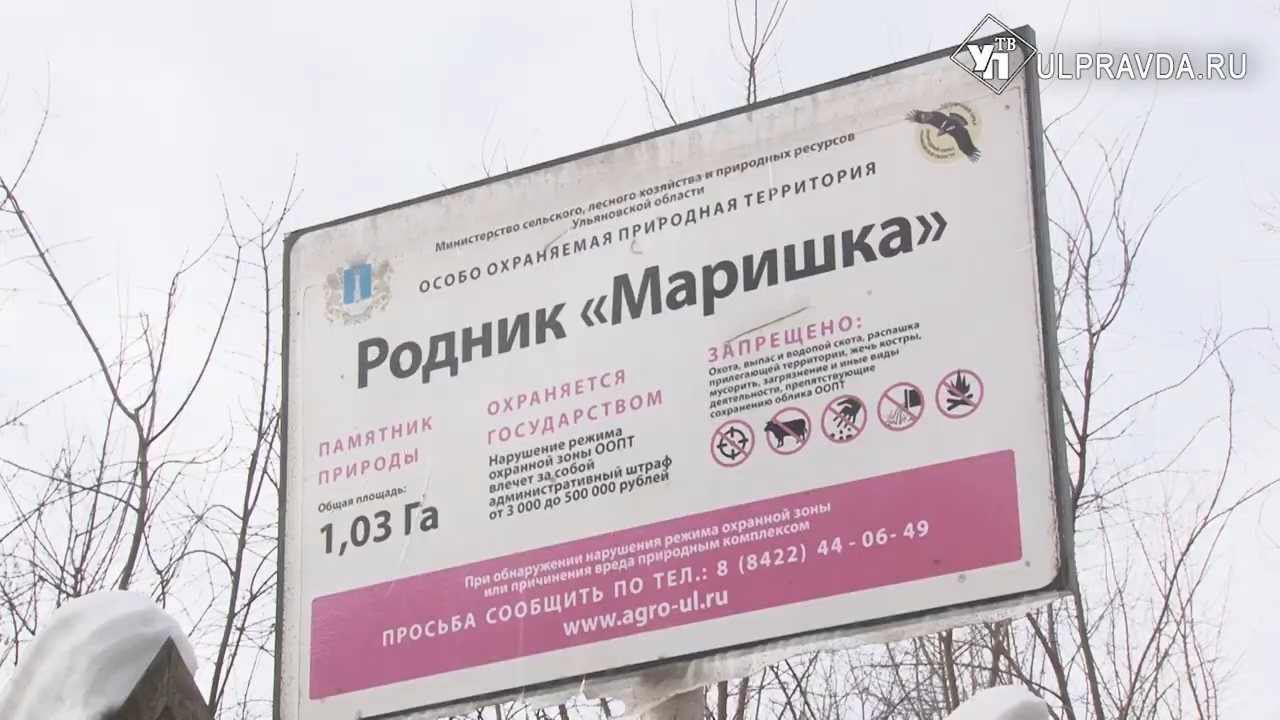 УП ТВ ULPRAVDA.RU
Министерство сельского, лесного хозяйства и природных ресурсов
Ульяновской области
ОСОБО ОХРАНЯЕМАЯ ПРИРОДНАЯ ТЕРРИТОРИЯ
Родник «Маришка»
ПАМЯТНИК
ПРИРОДЫ
Общая площадь:
1,03 Га
ОХРАНЯЕТСЯ
ГОСУДАРСТВОМ
Нарушение режима
охранной зоны ООПТ
влечет за собой
административный штраф
от 3 000 до 500 000 рублей
ЗАПРЕЩЕНО:
Охота, выпас и водопой скота, распашка
прилегающей территории, жечь костры,
мусорить, загрязнение и иные виды
деятельности, препятствующие
сохранению облика ООПТ
При обнаружении нарушения режима охранной зоны
или причинения вреда природным комплексом
ПРОСЬБА СООБЩИТЬ ПО ТЕЛ.: 8 (8422) 44-06-49
www.agro-ul.ru